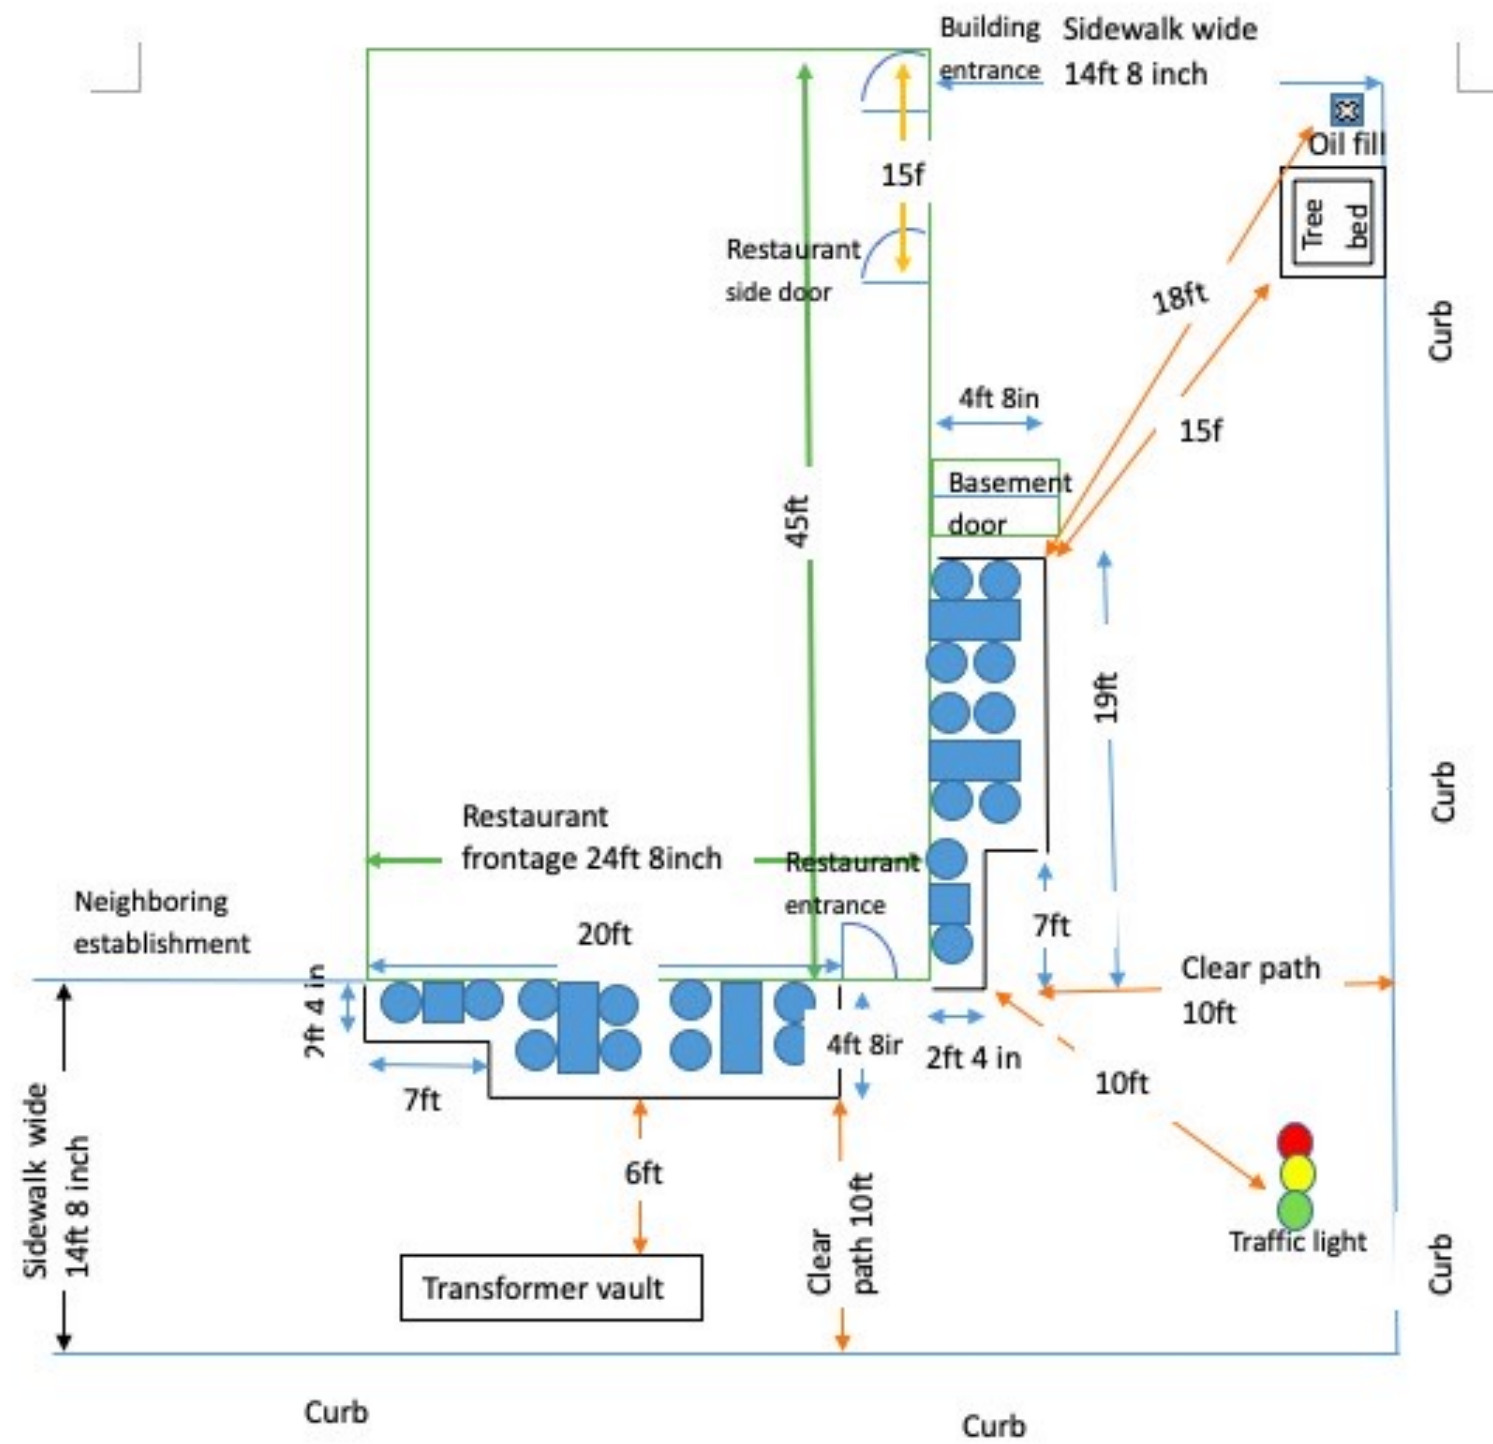 Building
entrance
Sidewalk wide
14ft 8 inch
Oil fill
Tree
bed
15f
Restaurant
side door
18ft
Curb
15f
4ft 8in
Basement
door
45ft
19ft
Curb
Restaurant
frontage 24ft 8inch
Restaurant
entrance
Neighboring
establishment
20ft
7ft
Clear path
10ft
2ft 4 in
4ft 8ir
2ft 4 in
7ft
10ft
Sidewalk wide
14ft 8 inch
6ft
Clear
path 10ft
Traffic light
Curb
Transformer vault
Curb
Curb